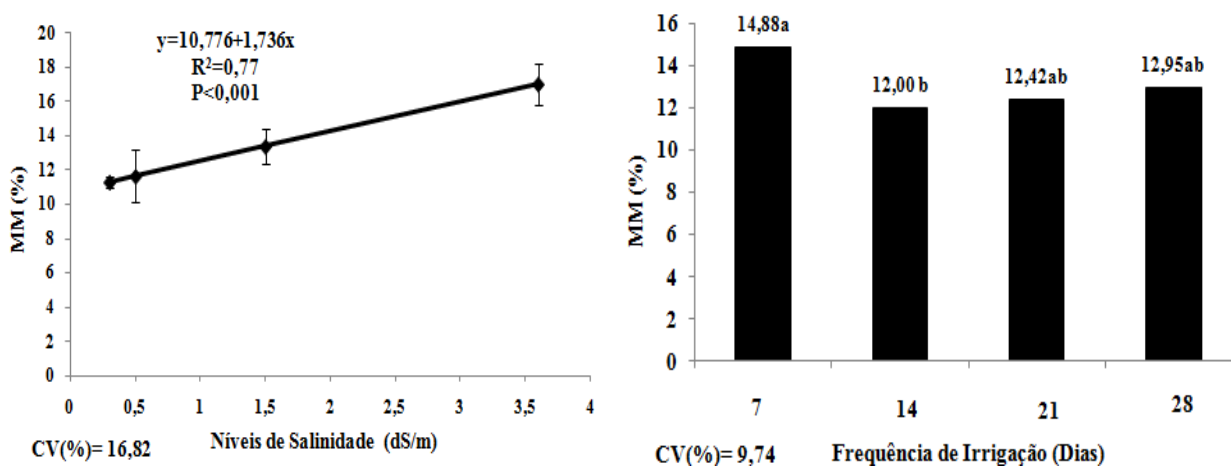 y=10,776+1,736x
R²=0,77
P<0,001
MM (%)
20
18
16
14
12
10
8
6
4
2
0
0 0,5 1 1,5 2 2,5 3 3,5 4
CV(%)= 16,82 Níveis de Salinidade (dS/m)
MM (%)
16
14
12
10
8
6
4
2
0
14,88a 12,00 b 12,42ab 12,95ab
7 14 21 28
CV(%)= 9,74 Frequência de Irrigação (Dias)